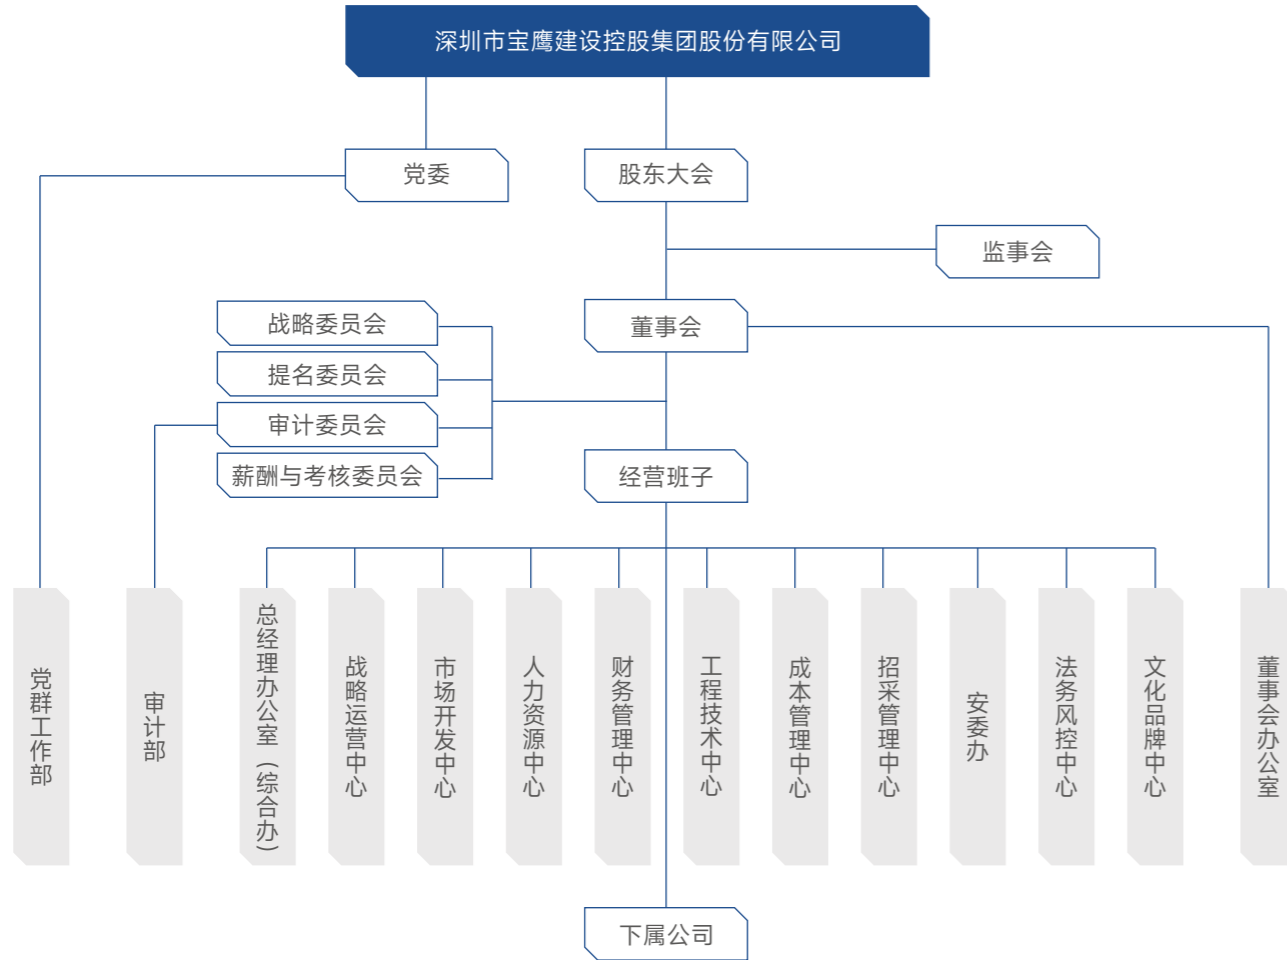 深圳市宝鹰建设控股集团股份有限公司
党委
股东大会
监事会
董事会
战略委员会
提名委员会
审计委员会
薪酬与考核委员会
经营班子
党群工作部
审计部
总经理办公室（综合办）
战略运营中心
市场开发中心
人力资源中心
财务管理中心
工程技术中心
成本管理中心
招采管理中心
安委办
法务风控中心
文化品牌中心
董事会办公室
下属公司